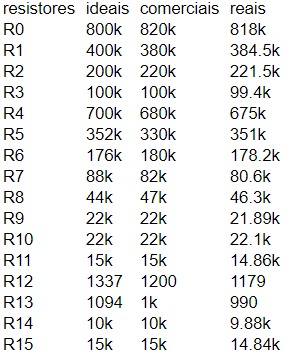 resistores ideais comerciais reais
R0 800k 820k 818k
R1 400k 380k 384.5k
R2 200k 220k 221.5k
R3 100k 100k 99.4k
R4 700k 680k 675k
R5 352k 330k 351k
R6 176k 180k 178.2k
R7 88k 82k 80.6k
R8 44k 47k 46.3k
R9 22k 22k 21.89k
R10 22k 22k 22.1k
R11 15k 15k 14.86k
R12 1337 1200 1179
R13 1094 1k 990
R14 10k 10k 9.88k
R15 15k 15k 14.84k